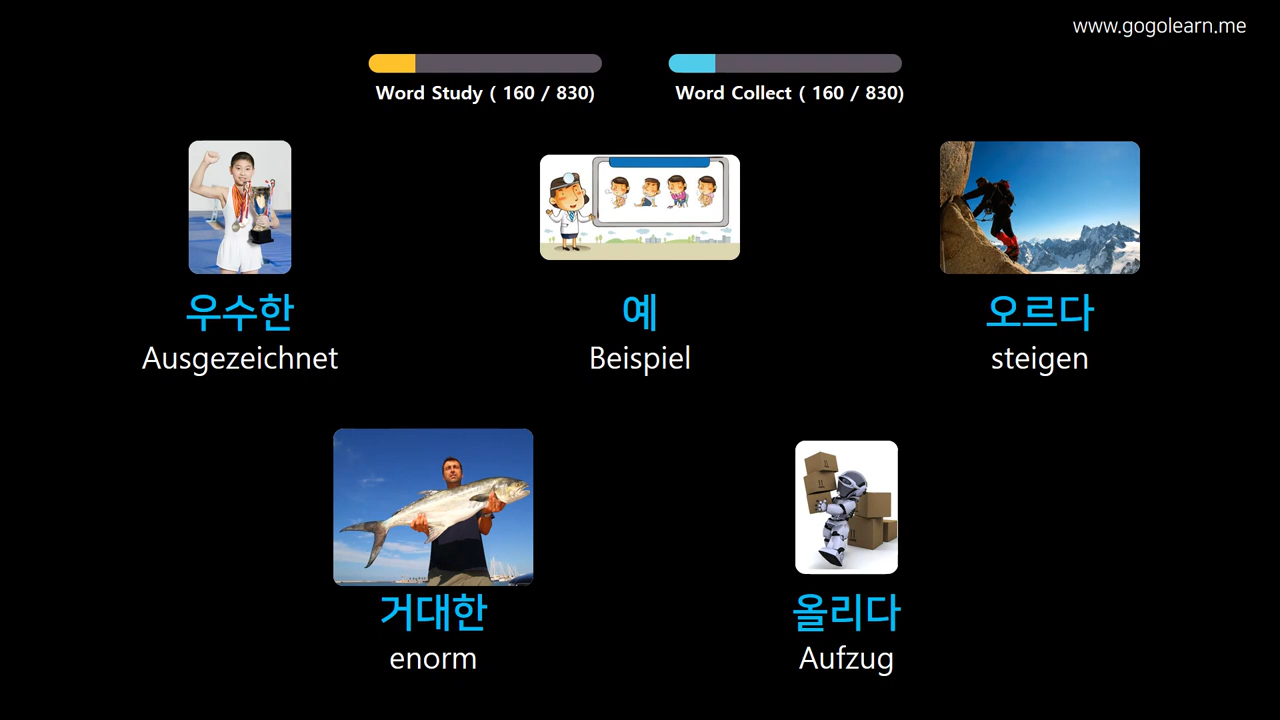 www.gogolearn.me
Word Study ( 160 / 830)
Word Collect ( 160 / 830)
우수한
Ausgezeichnet
예
Beispiel
오르다
steigen
거대한
enorm
올리다
Aufzug